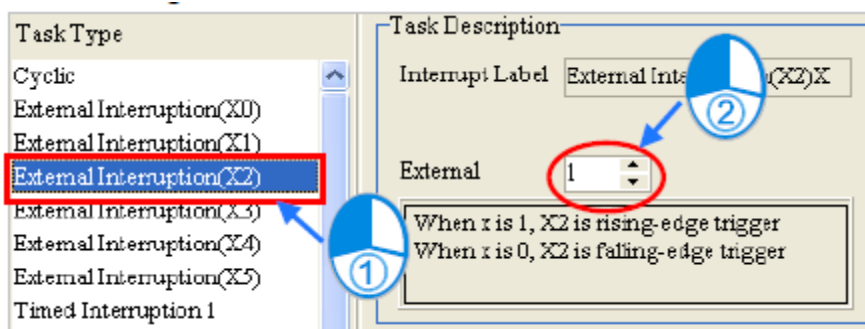 Task Type
Cyclic
External Interruption(X0)
External Interruption(X1)
External Interruption(X2)
External Interruption(X3)
External Interruption(X4)
External Interruption(X5)
Timed Interruption 1
Task Description
Interrupt Label External Inte (X2)X
2
External 1
When x is 1, X2 is rising-edge trigger
When x is 0, X2 is falling-edge trigger
1